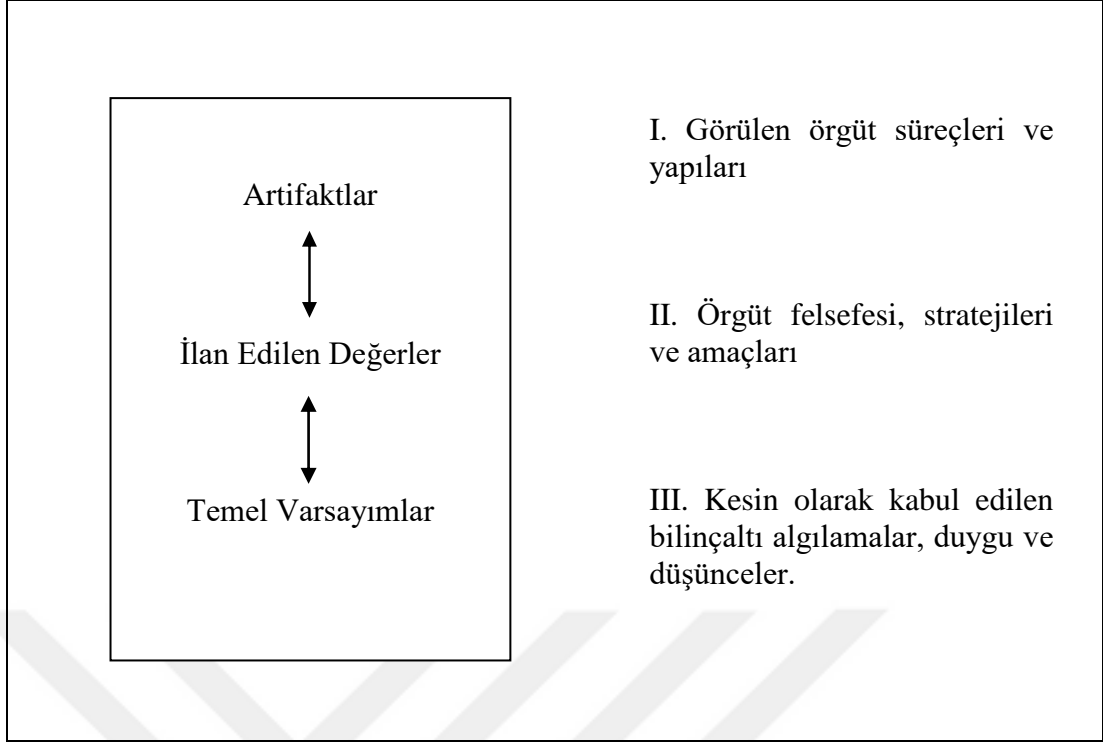 I. Görülen örgüt süreçleri ve
yapıları
Artifaktlar
II. Örgüt felsefesi, stratejileri
ve amaçları
İlan Edilen Değerler
III. Kesin olarak kabul edilen
bilinçaltı algılamalar, duygu ve
düşünceler.
Temel Varsayımlar